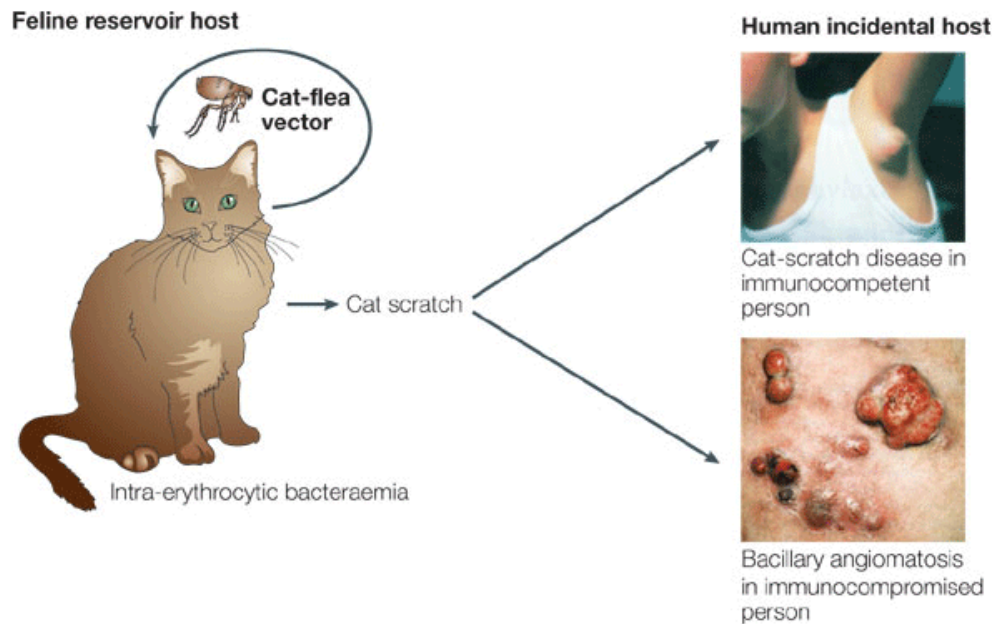 Feline reservoir host
Cat-flea
vector
Cat scratch
Intra-erythrocytic bacteraemia
Human incidental host
Cat-scratch disease in
immunocompetent
person
Bacillary angiomatosis
in immunocompromised
person